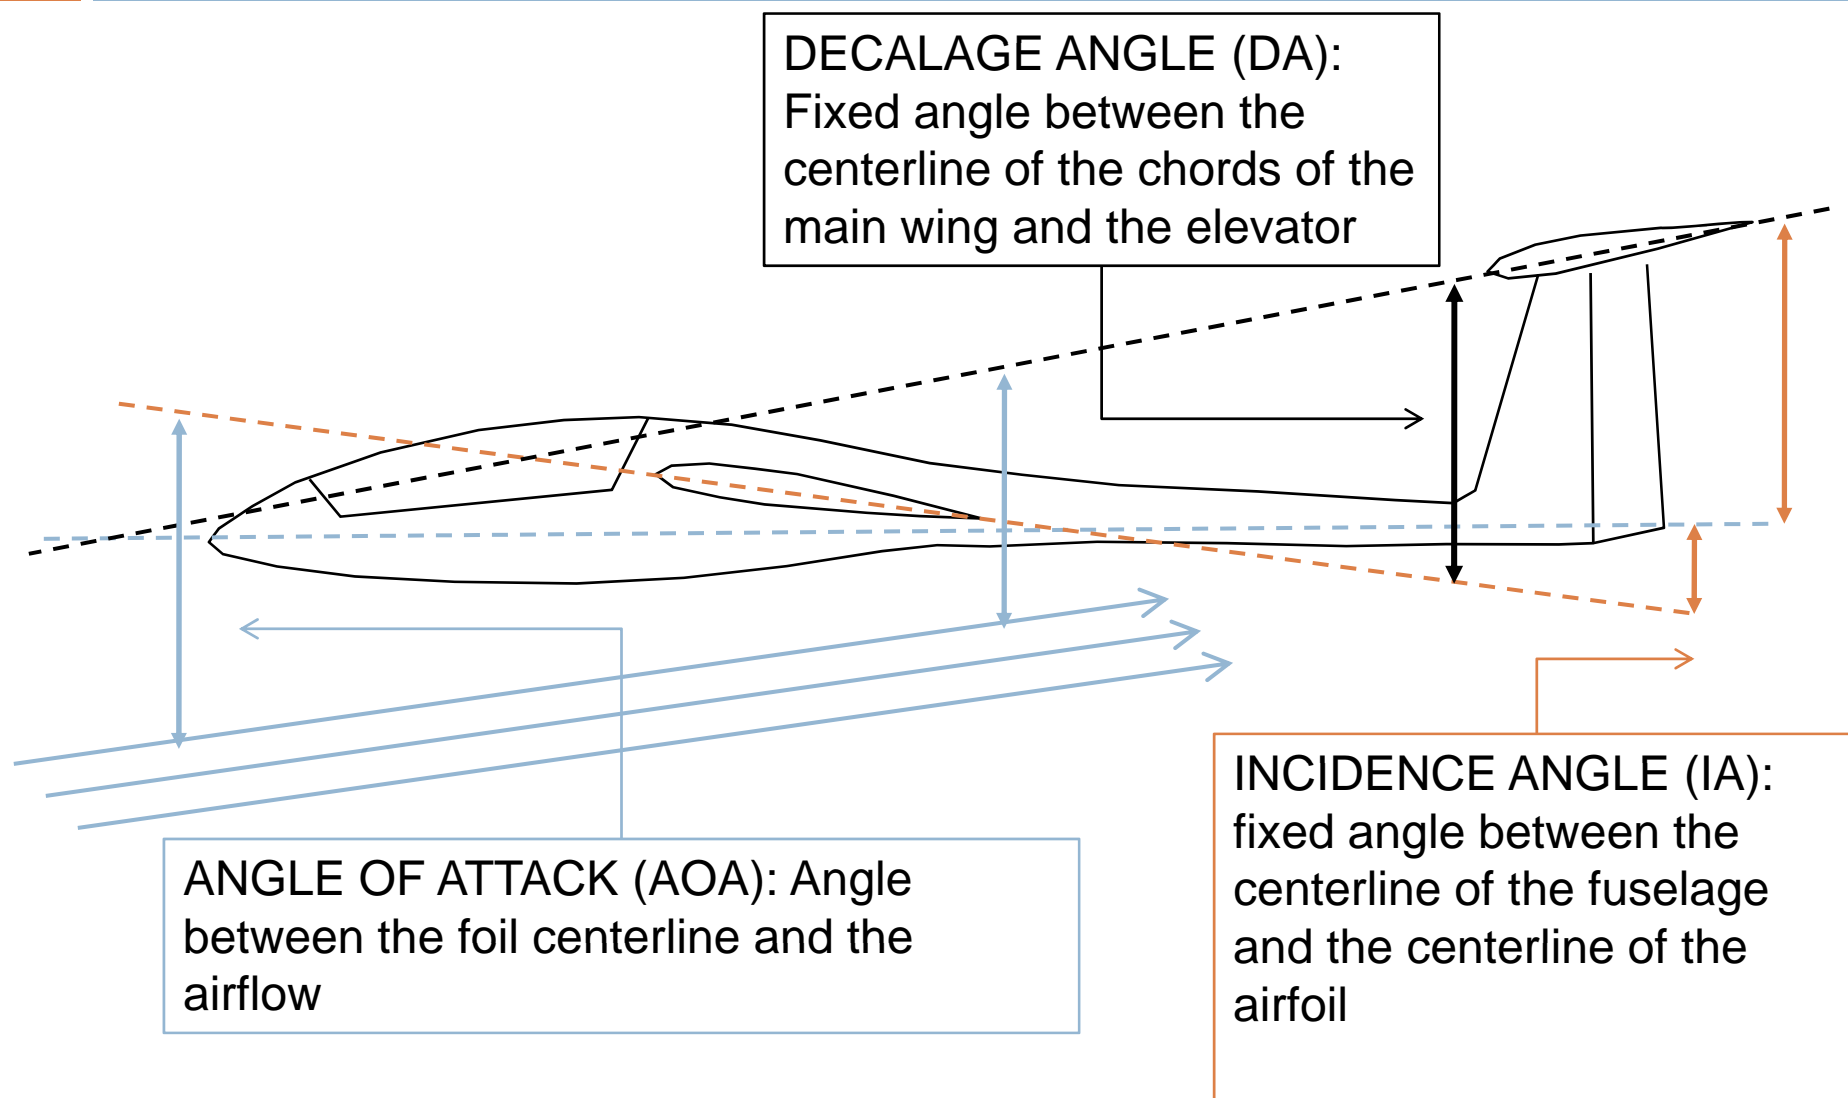 DECALAGE ANGLE (DA):
Fixed angle between the
centerline of the chords of the
main wing and the elevator
ANGLE OF ATTACK (AOA): Angle
between the foil centerline and the
airflow
INCIDENCE ANGLE (IA):
fixed angle between the
centerline of the fuselage
and the centerline of the
airfoil